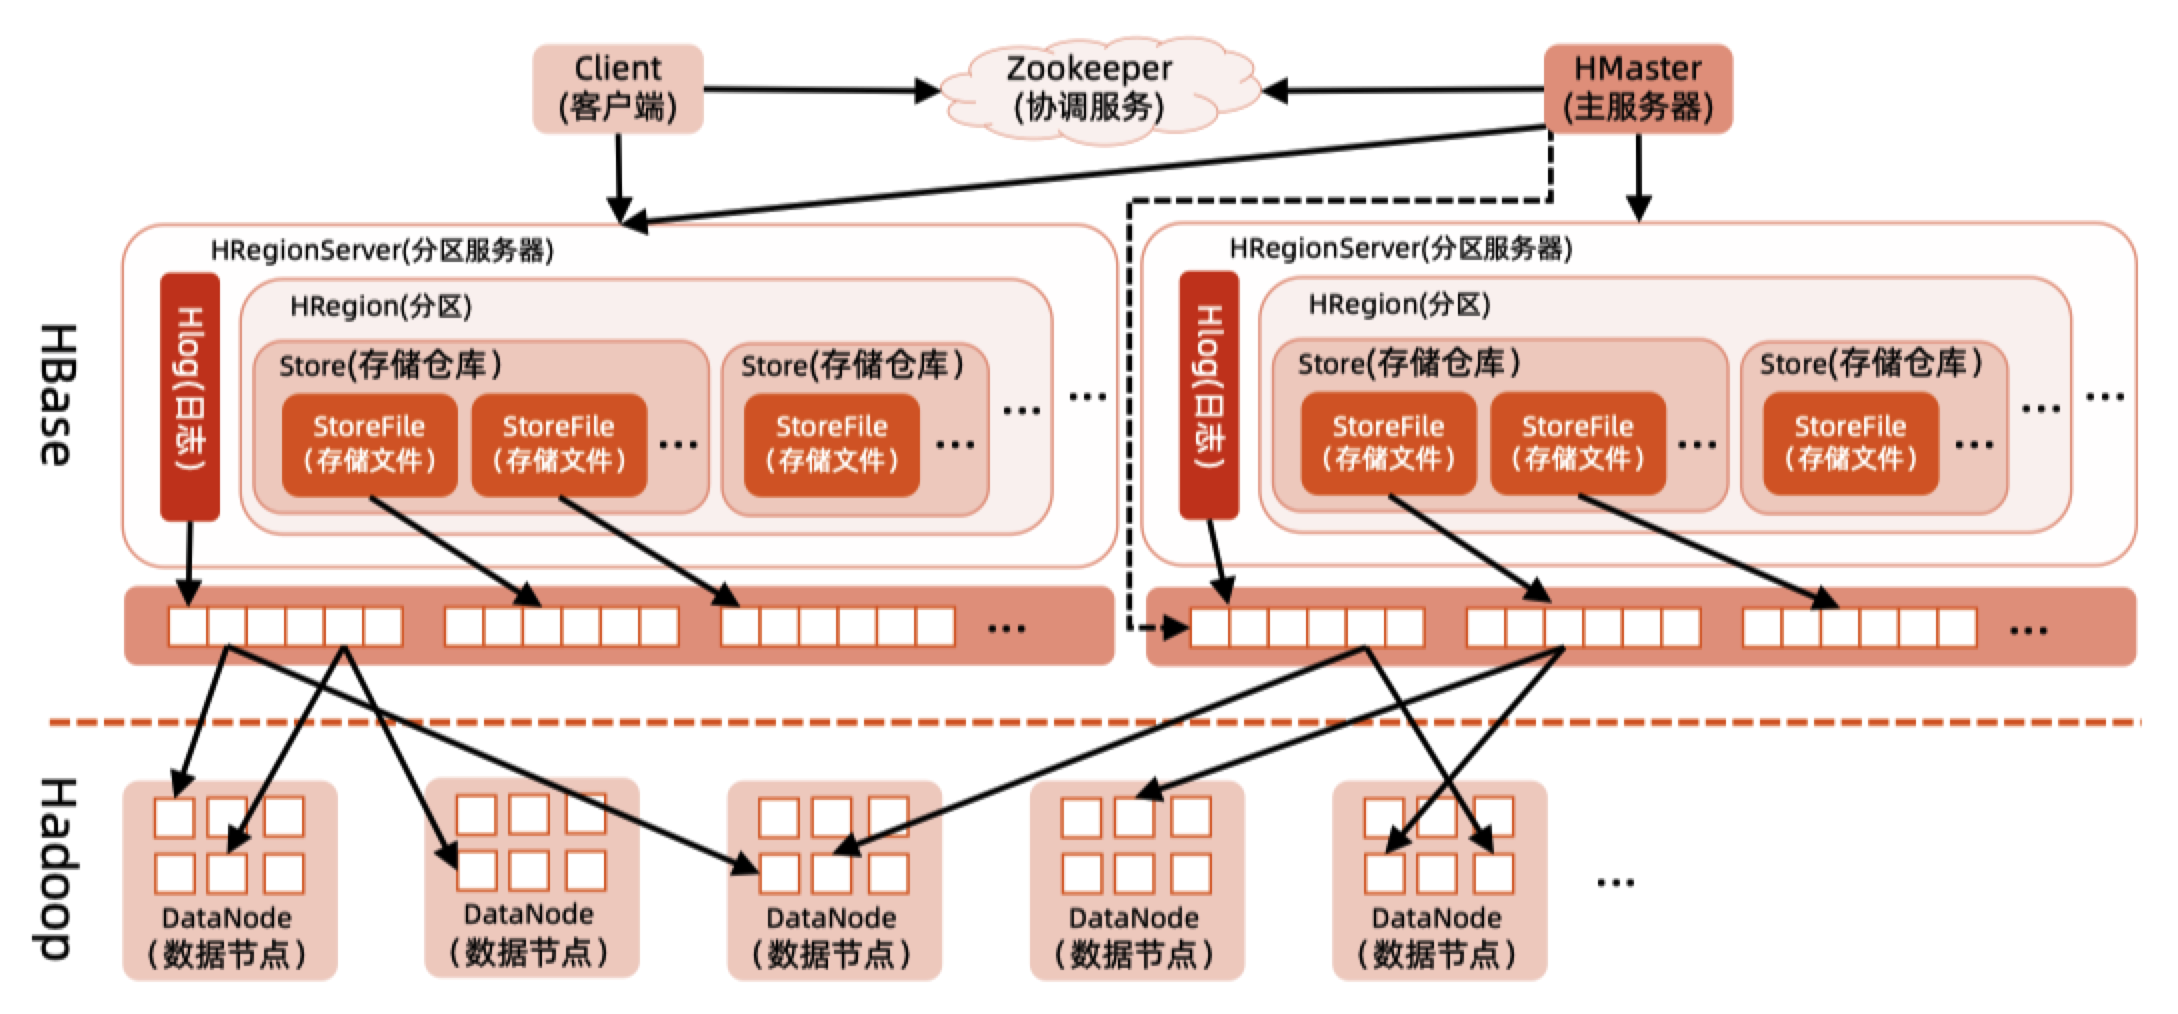 Client
(客户端)
Zookeeper
(协调服务)
HMaster
(主服务器)
HBase
HRegionServer(分区服务器)
Hlog(日志)
HRegion(分区)
Store(存储仓库)
StoreFile
(存储文件)
StoreFile
(存储文件)
...
Store(存储仓库)
StoreFile
(存储文件)
...
...
...
HRegionServer(分区服务器)
Hlog(日志)
HRegion(分区)
Store(存储仓库)
StoreFile
(存储文件)
StoreFile
(存储文件)
...
Store(存储仓库)
StoreFile
(存储文件)
...
...
...
...
...
Hadoop
DataNode
(数据节点)
DataNode
(数据节点)
DataNode
(数据节点)
DataNode
(数据节点)
DataNode
(数据节点)
...